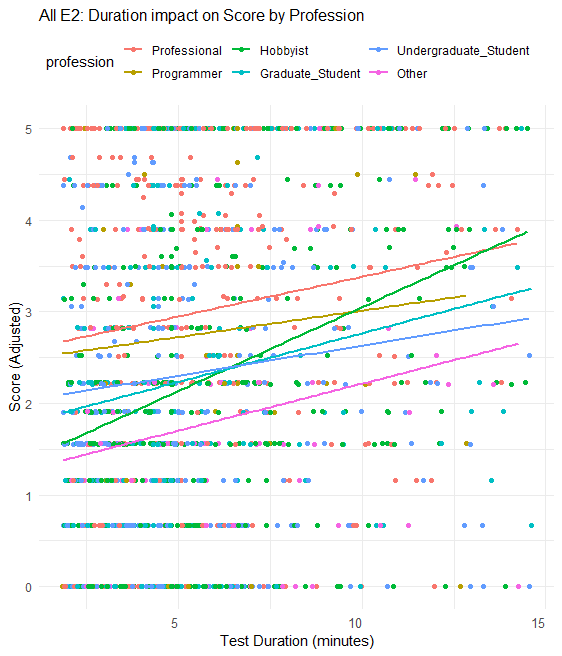 All E2: Duration impact on Score by Profession
profession
Professional Hobbyist Undergraduate_Student
Programmer Graduate_Student Other
5
4
3
2
1
0
Score (Adjusted)
5 10 15
Test Duration (minutes)